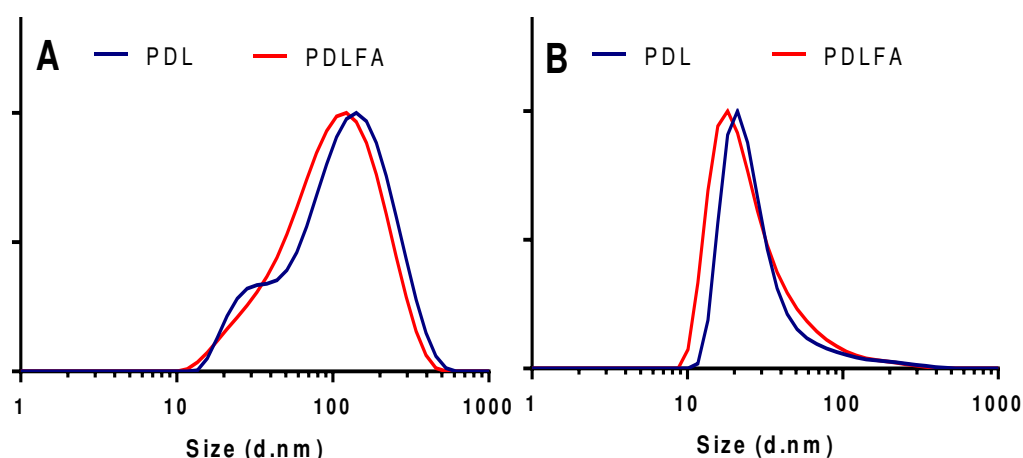 A PDL PDLFA
1 10 100 1000
Size (d.nm)
B PDL PDLFA
1 10 100 1000
Size (d.nm)